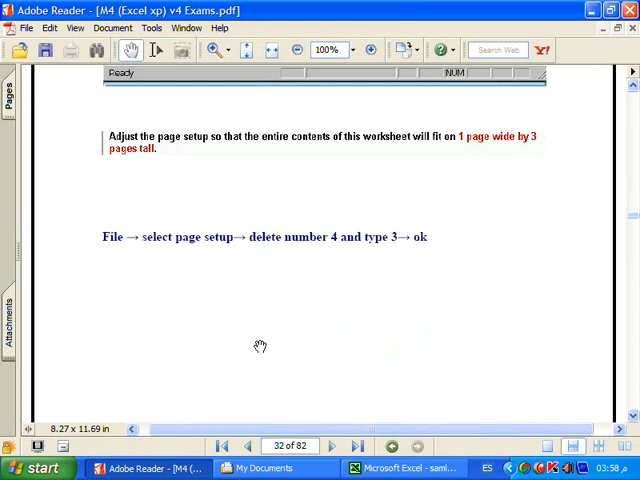 Adobe Reader - [M4 (Excel xp) v4 Exams.pdf]
File Edit View Document Tools Window Help
100%
Search Web
Y!
Pages
Ready
NUM
Adjust the page setup so that the entire contents of this worksheet will fit on 1 page wide by 3
pages tall.
File → select page setup→ delete number 4 and type 3→ ok
Attachments
8.27 x 11.69 in
32 of 82
start
Adobe Reader - [M4 (...
My Documents
Microsoft Excel - saml...
ES
03:58 م